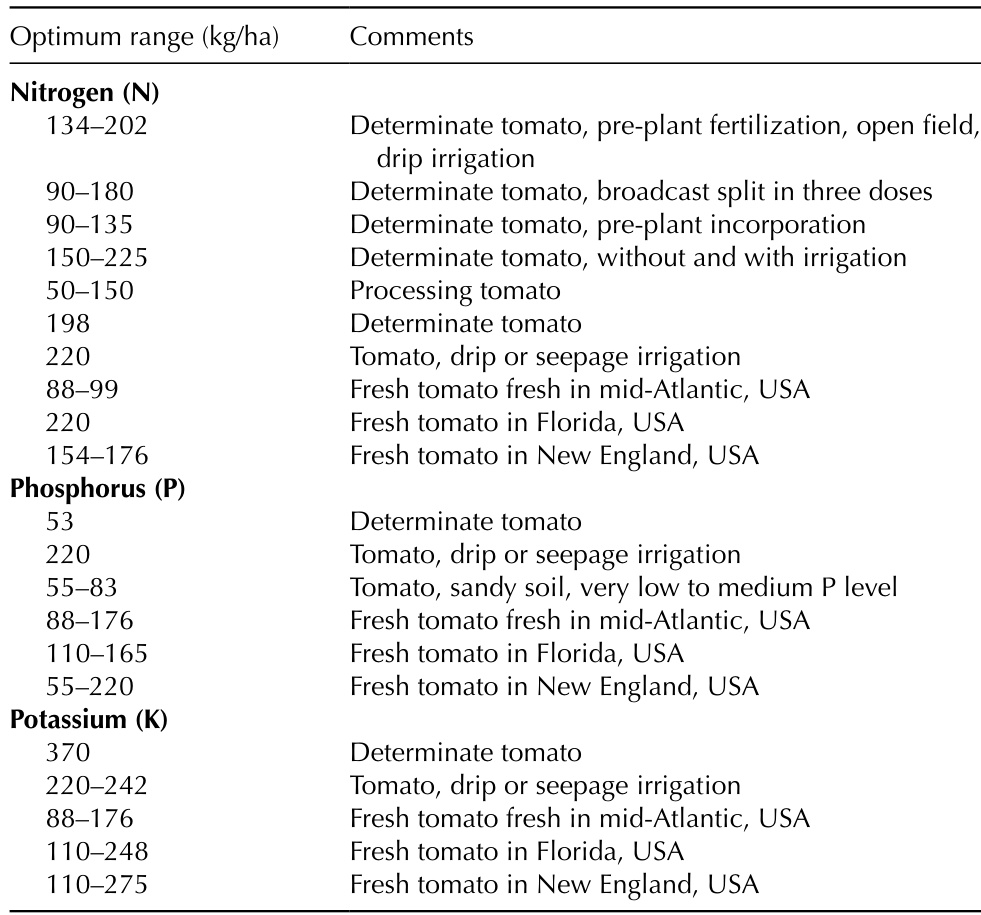 Optimum range (kg/ha) Comments
Nitrogen (N)
134–202 Determinate tomato, pre-plant fertilization, open field,
drip irrigation
90–180 Determinate tomato, broadcast split in three doses
90–135 Determinate tomato, pre-plant incorporation
150–225 Determinate tomato, without and with irrigation
50–150 Processing tomato
198 Determinate tomato
220 Tomato, drip or seepage irrigation
88–99 Fresh tomato fresh in mid-Atlantic, USA
220 Fresh tomato in Florida, USA
154–176 Fresh tomato in New England, USA
Phosphorus (P)
53 Determinate tomato
220 Tomato, drip or seepage irrigation
55–83 Tomato, sandy soil, very low to medium P level
88–176 Fresh tomato fresh in mid-Atlantic, USA
110–165 Fresh tomato in Florida, USA
55–220 Fresh tomato in New England, USA
Potassium (K)
370 Determinate tomato
220–242 Tomato, drip or seepage irrigation
88–176 Fresh tomato fresh in mid-Atlantic, USA
110–248 Fresh tomato in Florida, USA
110–275 Fresh tomato in New England, USA